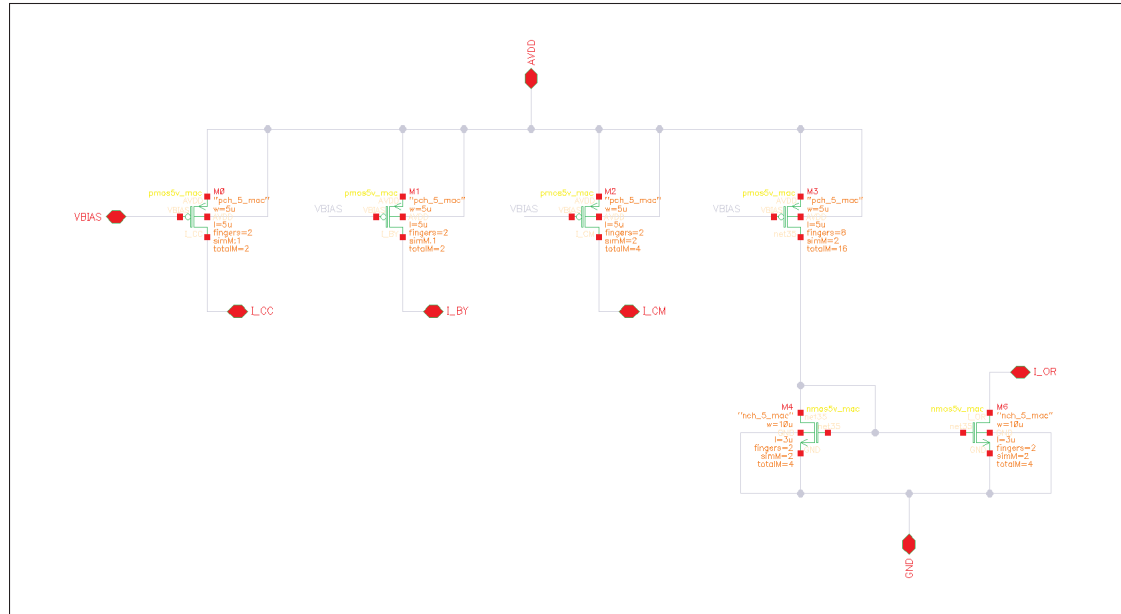 AVDD
pmos5v_mac
M0
"pch_5_mac"
w=5u
l=5u
fingers=2
simM:1
totalM=2
VBIAS
I_CC
pmos5v_mac
M1
"pch_5_mac"
w=5u
l=5u
fingers=2
simM:1
totalM=2
VBIAS
I_BY
pmos5v_mac
M2
"pch_5_mac"
w=5u
l=5u
fingers=2
simM=2
totalM=4
VBIAS
I_CM
pmos5v_mac
M3
"pch_5_mac"
w=5u
l=5u
fingers=8
simM=2
totalM=16
VBIAS
I_OR
M4
nmos5v_mac
"nch_5_mac"
w=10u
l=3u
fingers=2
simM=2
totalM=4
nmos5v_mac
M6
"nch_5_mac"
w=10u
l=3u
fingers=2
simM=2
totalM=4
GND